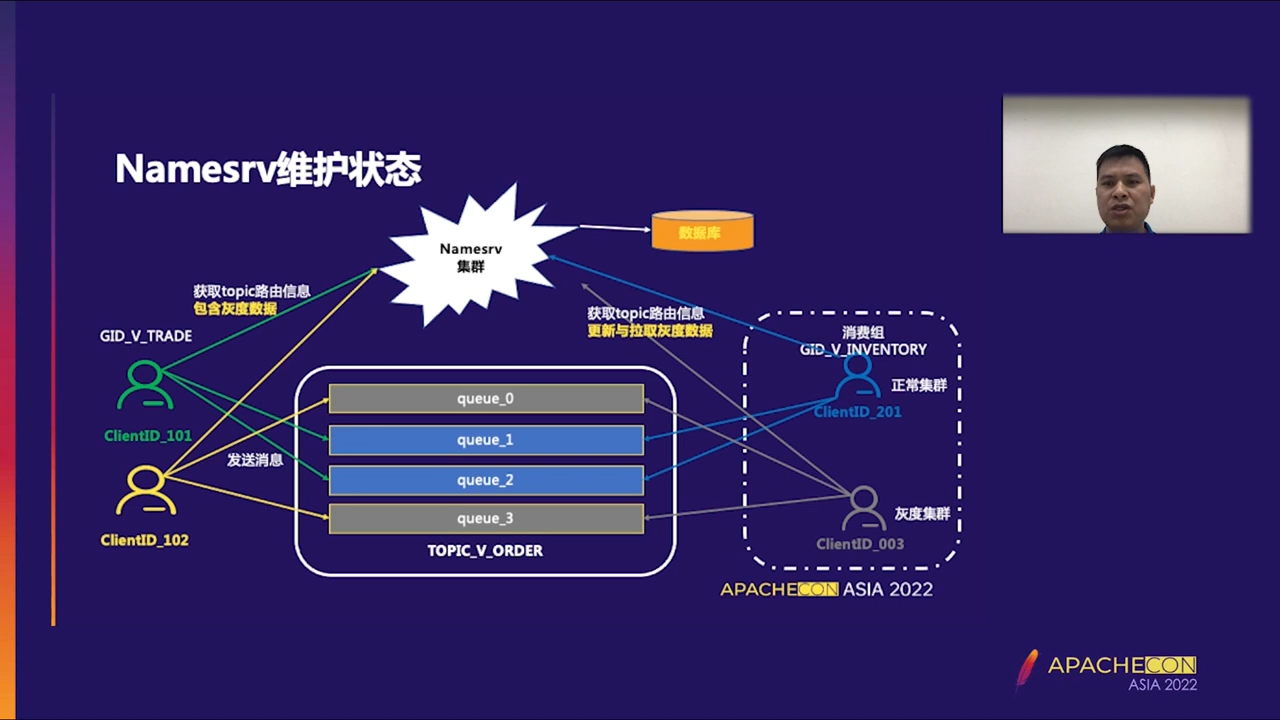 Namesrv维护状态
Namesrv
集群
数据库
获取topic路由信息
包含灰度数据
获取topic路由信息
更新与拉取灰度数据
GID_V_TRADE
消费组
GID_V_INVENTORY
正常集群
ClientID_201
queue_0
queue_1
queue_2
queue_3
TOPIC_V_ORDER
ClientID_101
发送消息
ClientID_102
灰度集群
ClientID_003
APACHECON ASIA 2022
APACHECON
ASIA 2022